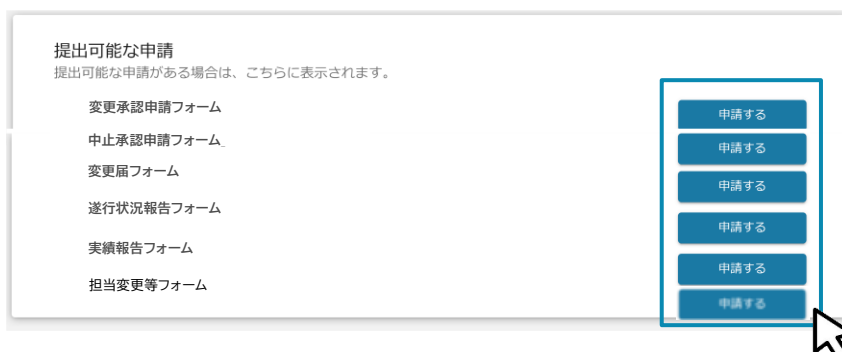 提出可能な申請
提出可能な申請がある場合は、こちらに表示されます。
変更承認申請フォーム
申請する
中止承認申請フォーム_
申請する
変更届フォーム
申請する
遂行状況報告フォーム
申請する
実績報告フォーム
申請する
担当変更等フォーム
申請する